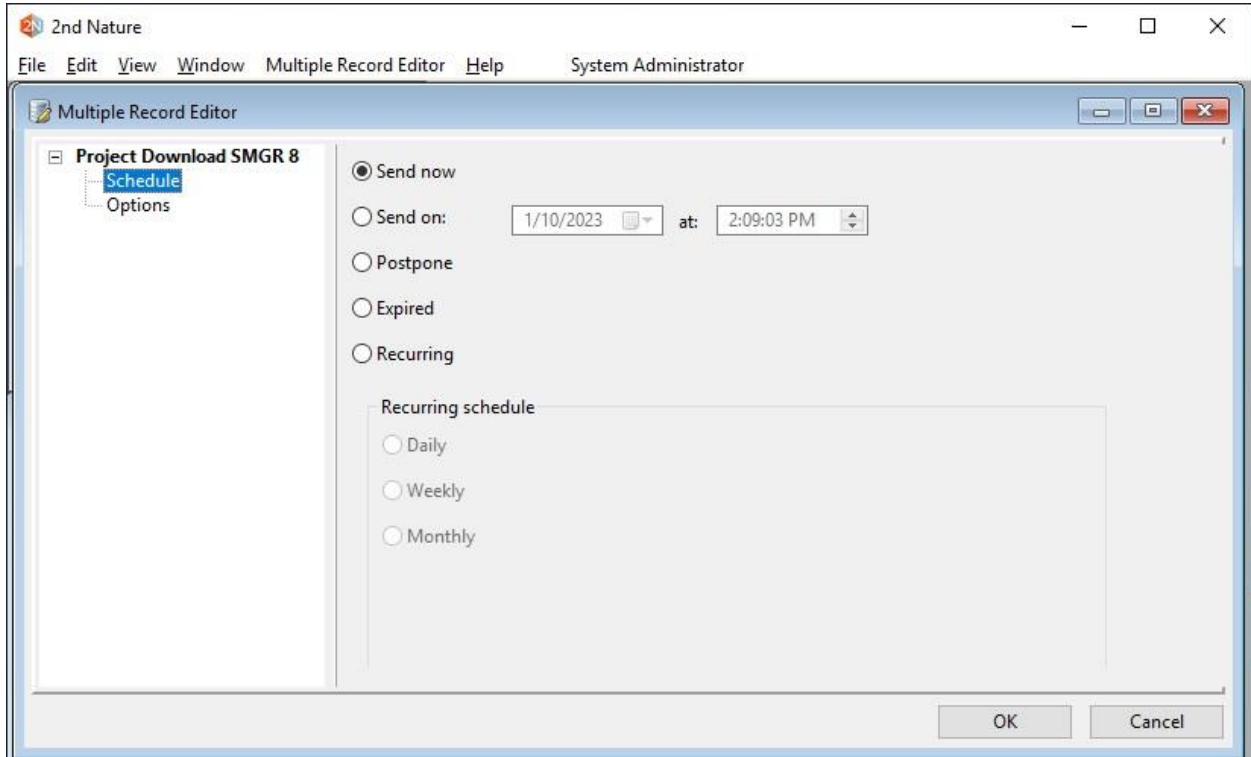 2N 2nd Nature
File Edit View Window Multiple Record Editor Help System Administrator
Multiple Record Editor
Project Download SMGR 8
Schedule
Options
Send now
Send on: 1/10/2023 at: 2:09:03 PM
Postpone
Expired
Recurring
Recurring schedule
Daily
Weekly
Monthly
OK Cancel